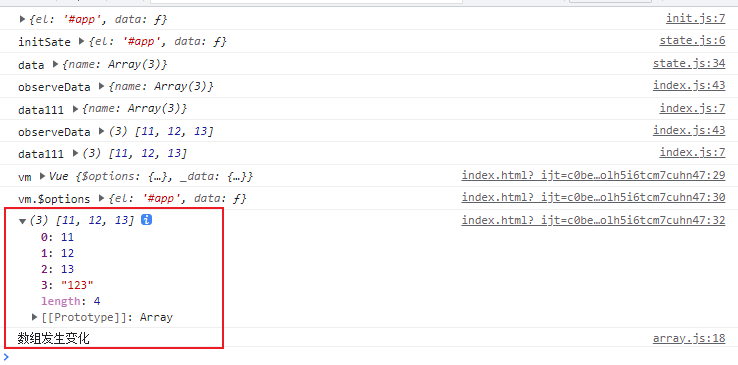 {el: '#app', data: ƒ} init.js:7
initSate {el: '#app', data: ƒ} state.js:6
data {name: Array(3)} state.js:34
observeData {name: Array(3)} index.js:43
data111 {name: Array(3)} index.js:7
observeData (3) [11, 12, 13] index.js:43
data111 (3) [11, 12, 13] index.js:7
vm Vue {$options: {…}, _data: {…}} index.html?_ijt=c0be…olh5i6tcm7cuhn47:29
vm.$options {el: '#app', data: ƒ} index.html?_ijt=c0be…olh5i6tcm7cuhn47:30
(3) [11, 12, 13] index.html?_ijt=c0be…olh5i6tcm7cuhn47:32
0: 11
1: 12
2: 13
3: "123"
length: 4
[[Prototype]]: Array
数组发生变化 array.js:18